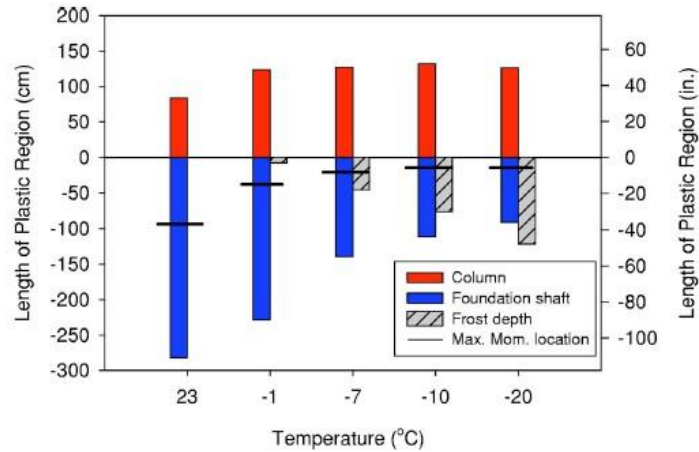 200
150
100
50
0
-50
-100
-150
-200
-250
-300
Length of Plastic Region (cm)
60
40
20
0
-20
-40
-60
-80
-100
Length of Plastic Region (in.)
Column
Foundation shaft
Frost depth
Max. Mom. location
23 -1 -7 -10 -20
Temperature (°C)